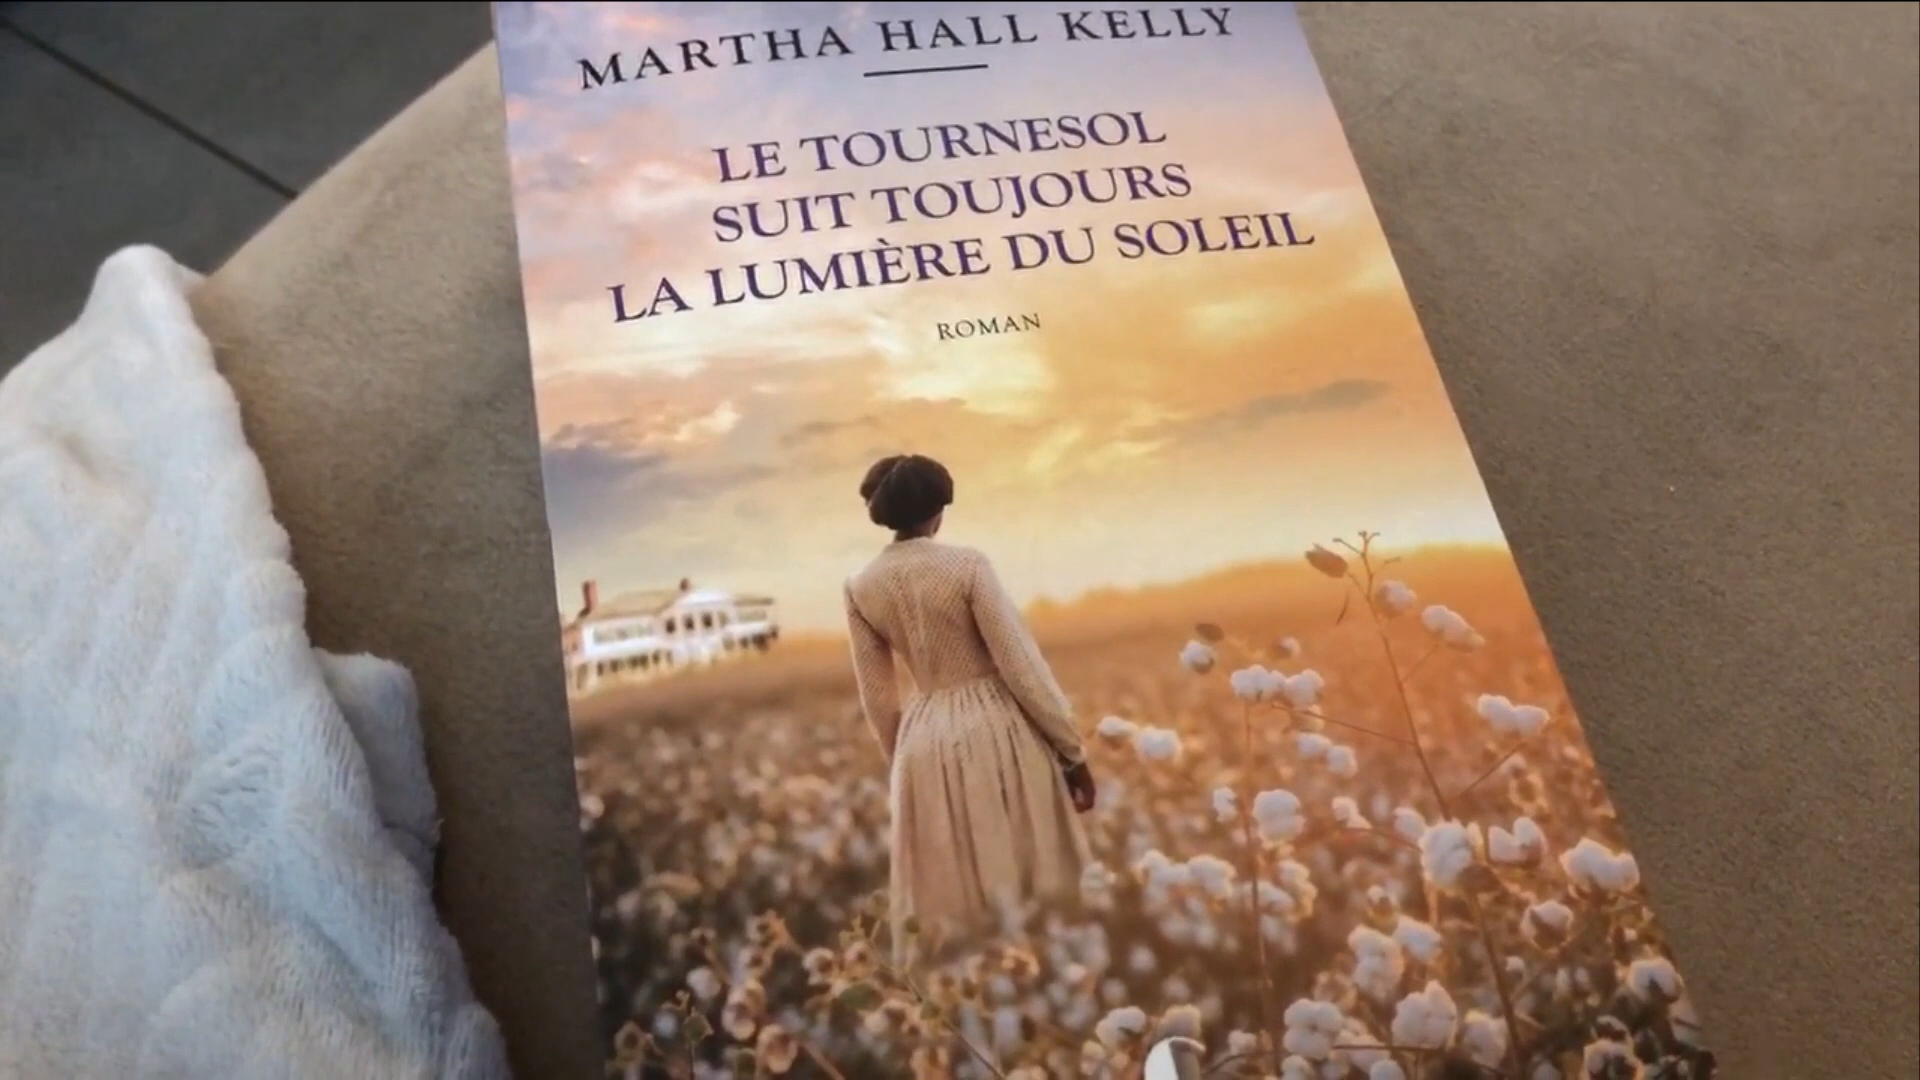 MARTHA HALL KELLY
LE TOURNESOL
SUIT TOUJOURS
LA LUMIÈRE DU SOLEIL
ROMAN